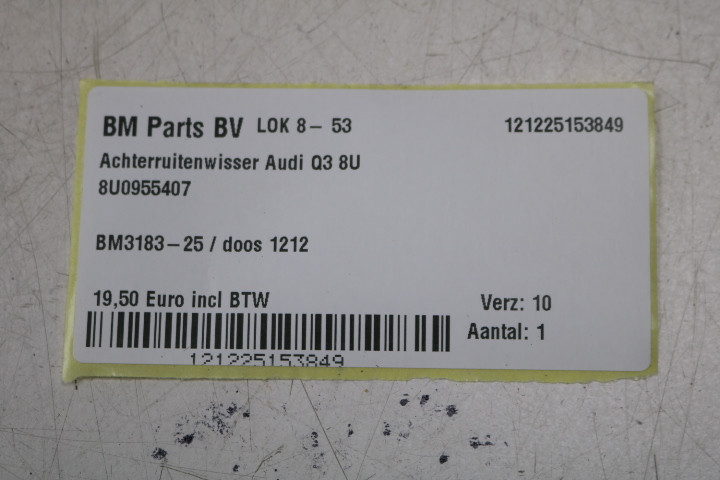 BM Parts BV LOK 8- 53 121225153849
Achterruitenwisser Audi Q3 8U
8U0955407
BM3183-25 / doos 1212
19,50 Euro incl BTW Verz: 10
Aantal: 1
121225153849